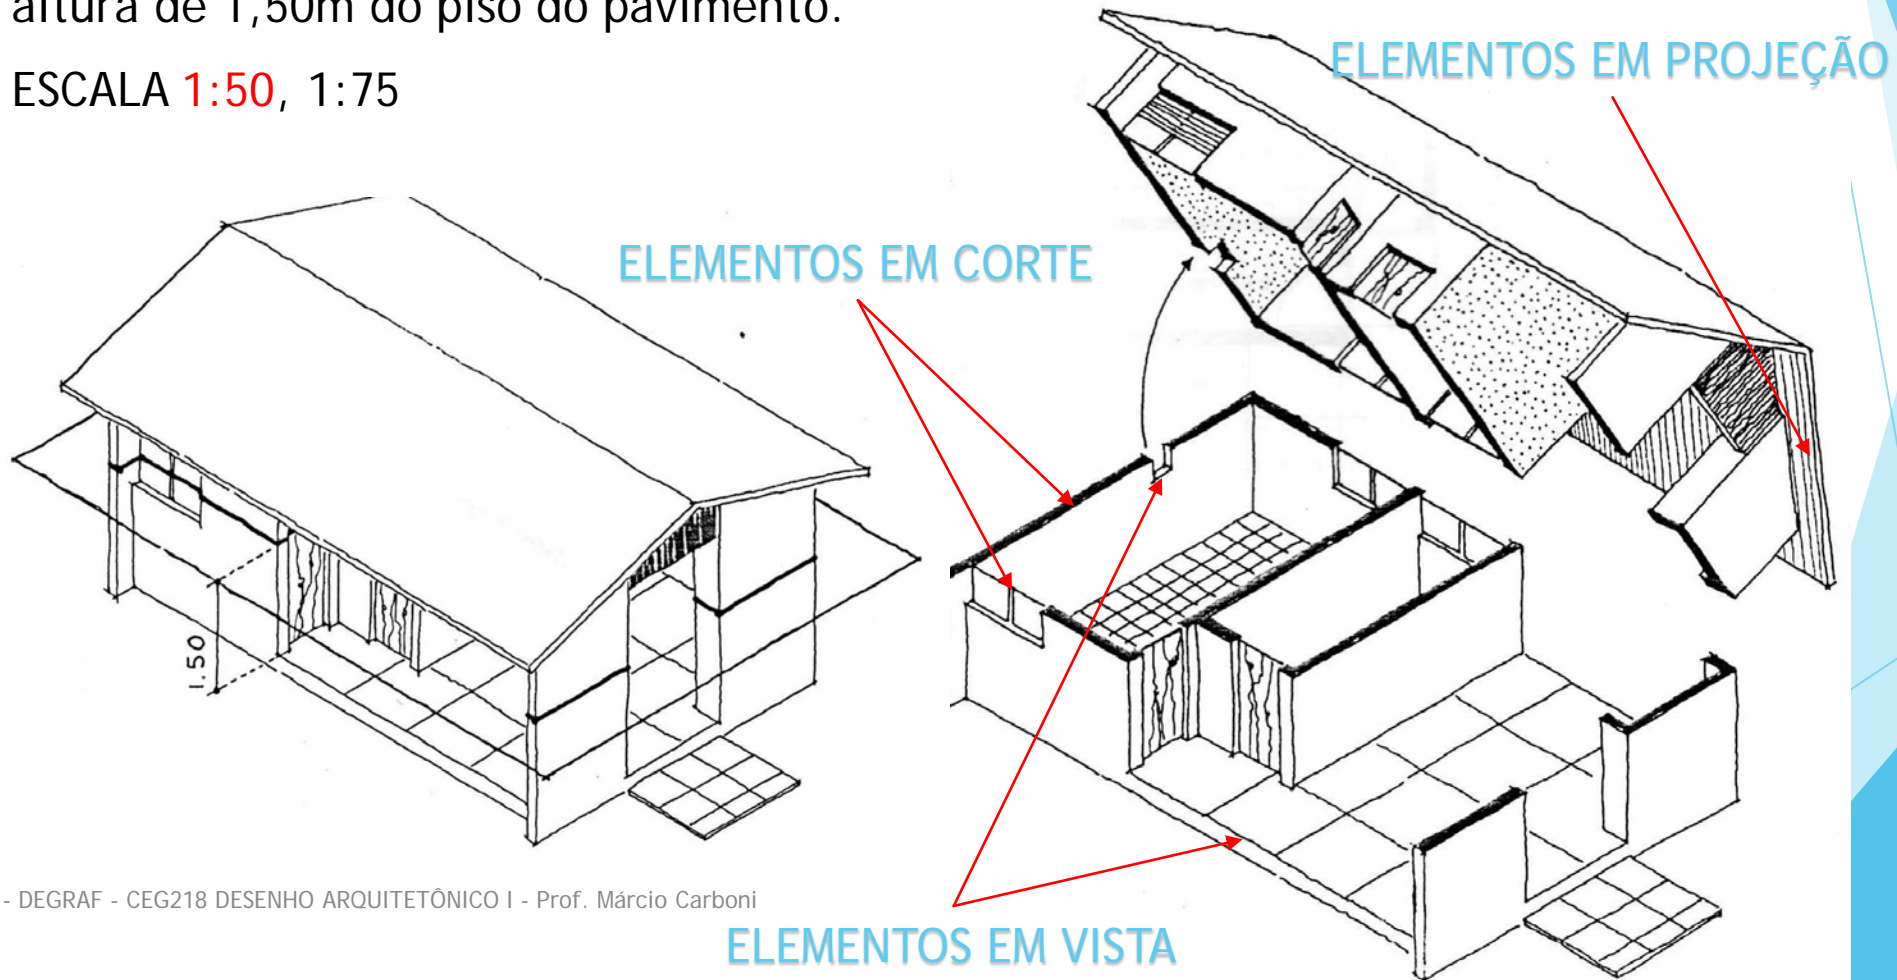 altura de 1,50m do piso do pavimento.
ESCALA 1:50, 1:75
ELEMENTOS EM PROJEÇÃO
ELEMENTOS EM CORTE
1.50
- DEGRAF - CEG218 DESENHO ARQUITETÔNICO I - Prof. Márcio Carboni
ELEMENTOS EM VISTA